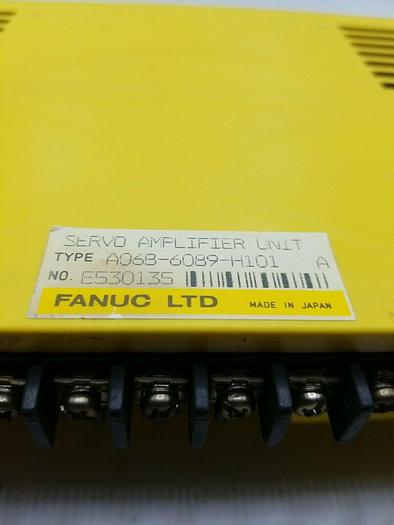 SERVO AMPLIFIER UNIT
TYPE A06B-6089-H101 A
NO. E530135
FANUC LTD MADE IN JAPAN